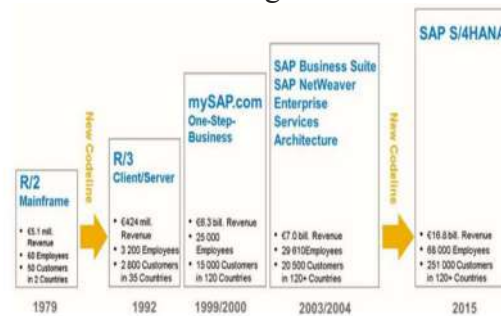 R/2
Mainframe
• €5.1 mill.
Revenue
• 60 Employees
• 50 Customers
in 2 Countries
1979
New Codeline
R/3
Client/Server
• €424 mill.
Revenue
• 3 200 Employees
• 2 800 Customers
in 35 Countries
1992
mySAP.com
One-Step-
Business
• €6.3 bill. Revenue
• 25 000
Employees
• 15 000 Customers
in 120 Countries
1999/2000
SAP Business Suite
SAP NetWeaver
Enterprise
Services
Architecture
• €7.0 bill. Revenue
• 29 610 Employees
• 20 500 Customers
in 120+ Countries
2003/2004
New Codeline
SAP S/4HANA
• €16.8 bill. Revenue
• 68 000 Employees
• 251 000 Customers
in 120+ Countries
2015